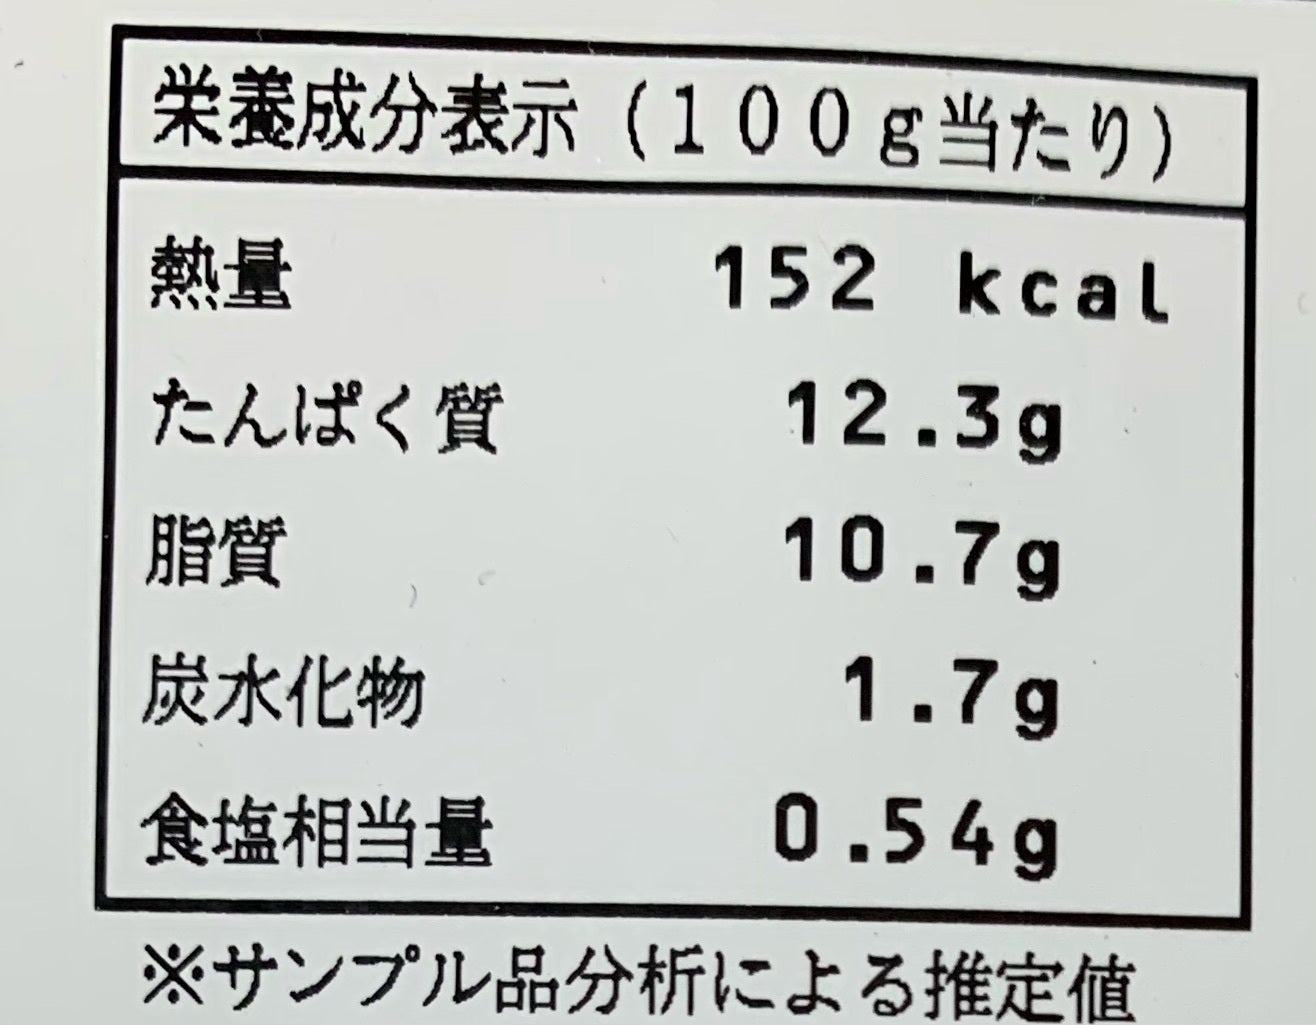 栄養成分表示(100g当たり)
熱量 152 kcal
たんぱく質 12.3g
脂質 10.7g
炭水化物 1.7g
食塩相当量 0.54g
※サンプル品分析による推定値